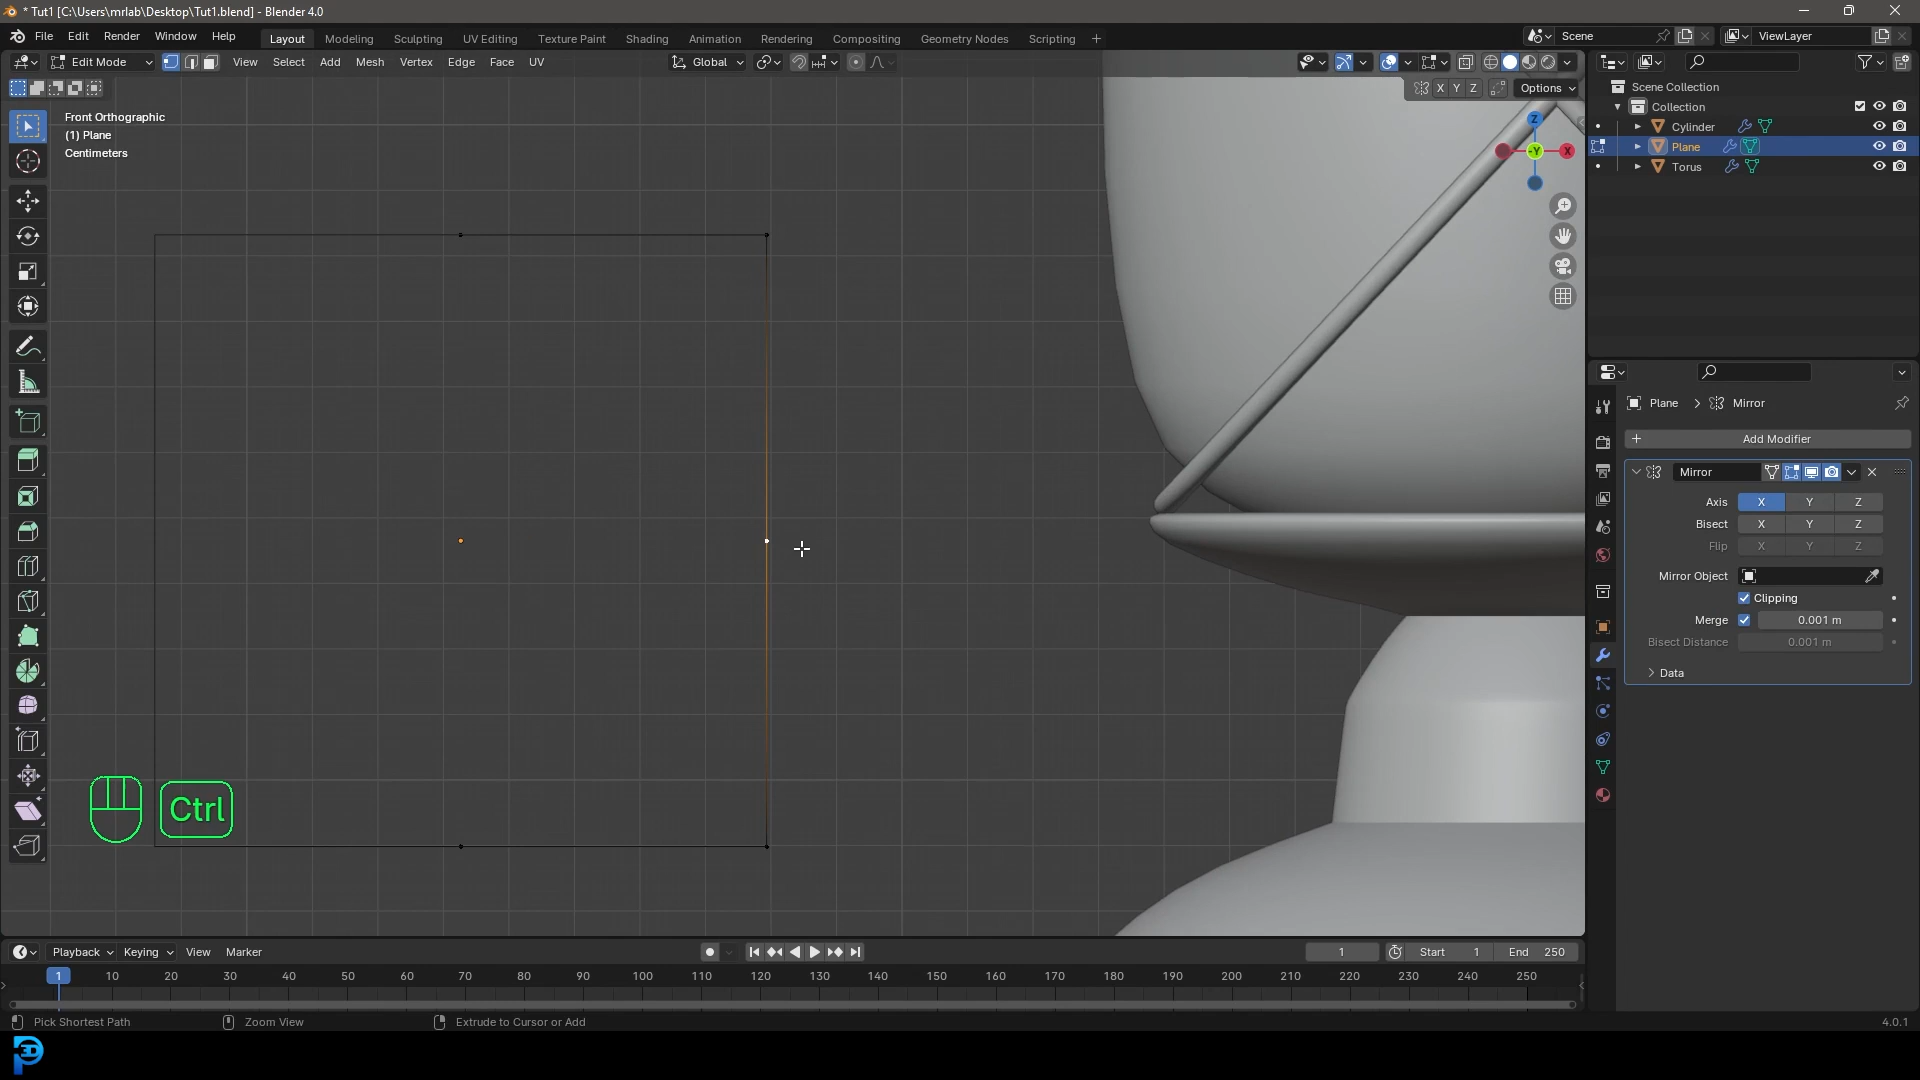 * Tut1 [C:\Users\mrlab\Desktop\Tut1.blend] - Blender 4.0
File Edit Render Window Help Layout Modeling Sculpting UV Editing Texture Paint Shading Animation Rendering Compositing Geometry Nodes Scripting + Scene ViewLayer
Edit Mode View Select Add Mesh Vertex Edge Face UV Global
X Y Z Options
Front Orthographic
(1) Plane
Centimeters
Z
-Y
X
Scene Collection
Collection
Cylinder
Plane
Torus
Plane > Mirror
+ Add Modifier
Mirror
Axis X Y Z
Bisect X Y Z
Flip X Y Z
Mirror Object
Clipping
Merge 0.001 m
Bisect Distance 0.001 m
> Data
Ctrl
Playback Keying View Marker 1 Start 1 End 250
1 10 20 30 40 50 60 70 80 90 100 110 120 130 140 150 160 170 180 190 200 210 220 230 240 250
Pick Shortest Path Zoom View Extrude to Cursor or Add 4.0.1
P3D